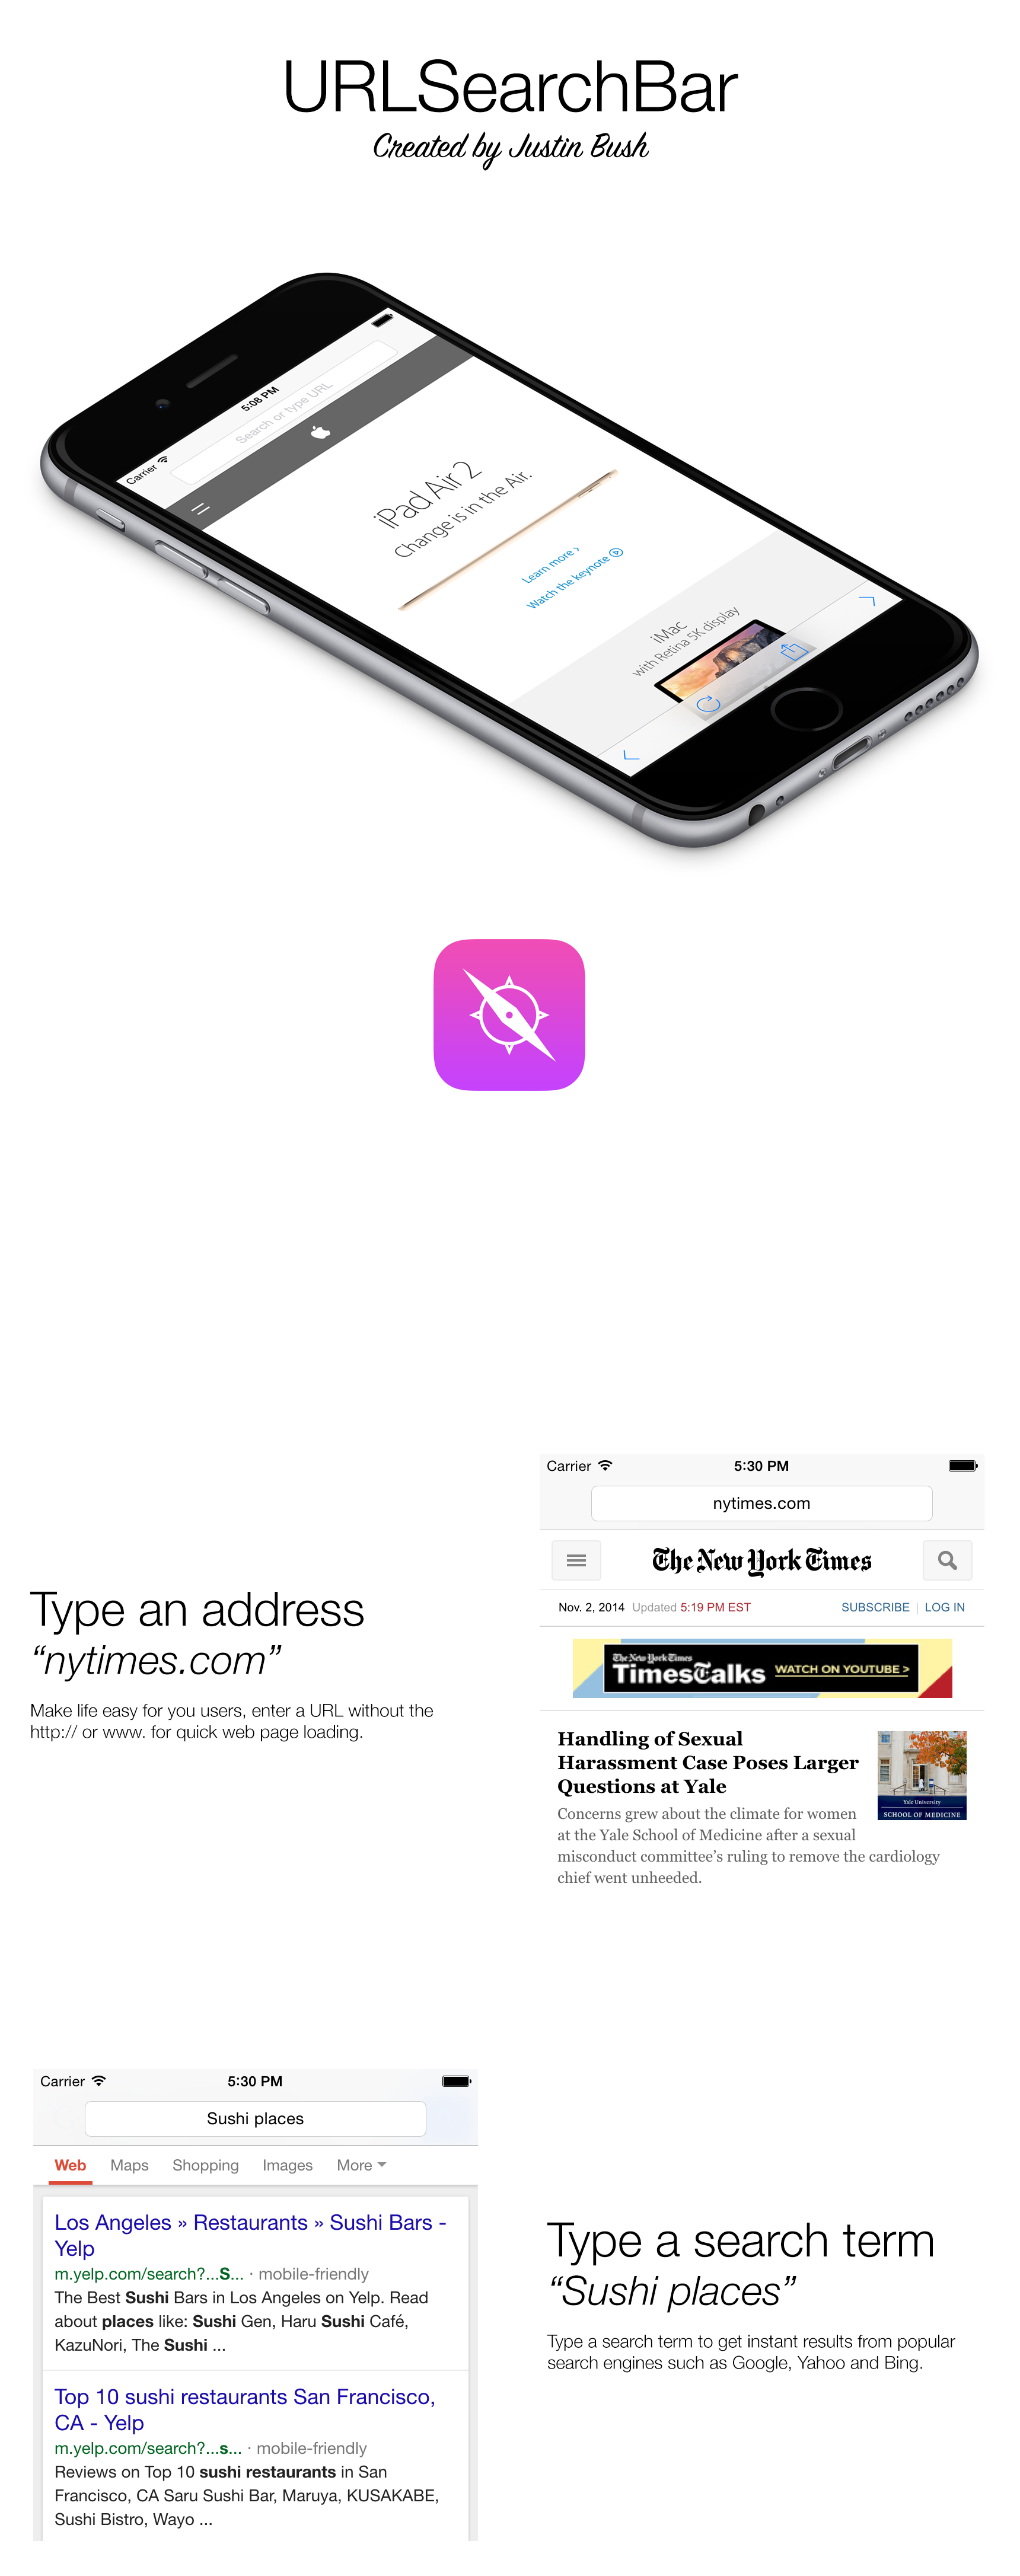 URLSearchBar
Created by Justin Bush
Carrier
5:08 PM
Search or type URL
iPad Air 2
Change is in the Air.
Learn more >
Watch the keynote
iMac
with Retina 5K display
Carrier 5:30 PM
nytimes.com
The New York Times
Nov. 2, 2014 Updated 5:19 PM EST SUBSCRIBE | LOG IN
The New York Times
TimesTalks WATCH ON YOUTUBE >
Handling of Sexual
Harassment Case Poses Larger
Questions at Yale
Yale University
SCHOOL OF MEDICINE
Concerns grew about the climate for women
at the Yale School of Medicine after a sexual
misconduct committee's ruling to remove the cardiology
chief went unheeded.
Type an address
“nytimes.com”
Make life easy for you users, enter a URL without the
http:// or www. for quick web page loading.
Carrier 5:30 PM
Sushi places
Web Maps Shopping Images More
Los Angeles » Restaurants » Sushi Bars -
Yelp
m.yelp.com/search?...S... · mobile-friendly
The Best Sushi Bars in Los Angeles on Yelp. Read
about places like: Sushi Gen, Haru Sushi Café,
KazuNori, The Sushi ...
Top 10 sushi restaurants San Francisco,
CA - Yelp
m.yelp.com/search?...s... · mobile-friendly
Reviews on Top 10 sushi restaurants in San
Francisco, CA Saru Sushi Bar, Maruya, KUSAKABE,
Sushi Bistro, Wayo ...
Type a search term
“Sushi places”
Type a search term to get instant results from popular
search engines such as Google, Yahoo and Bing.